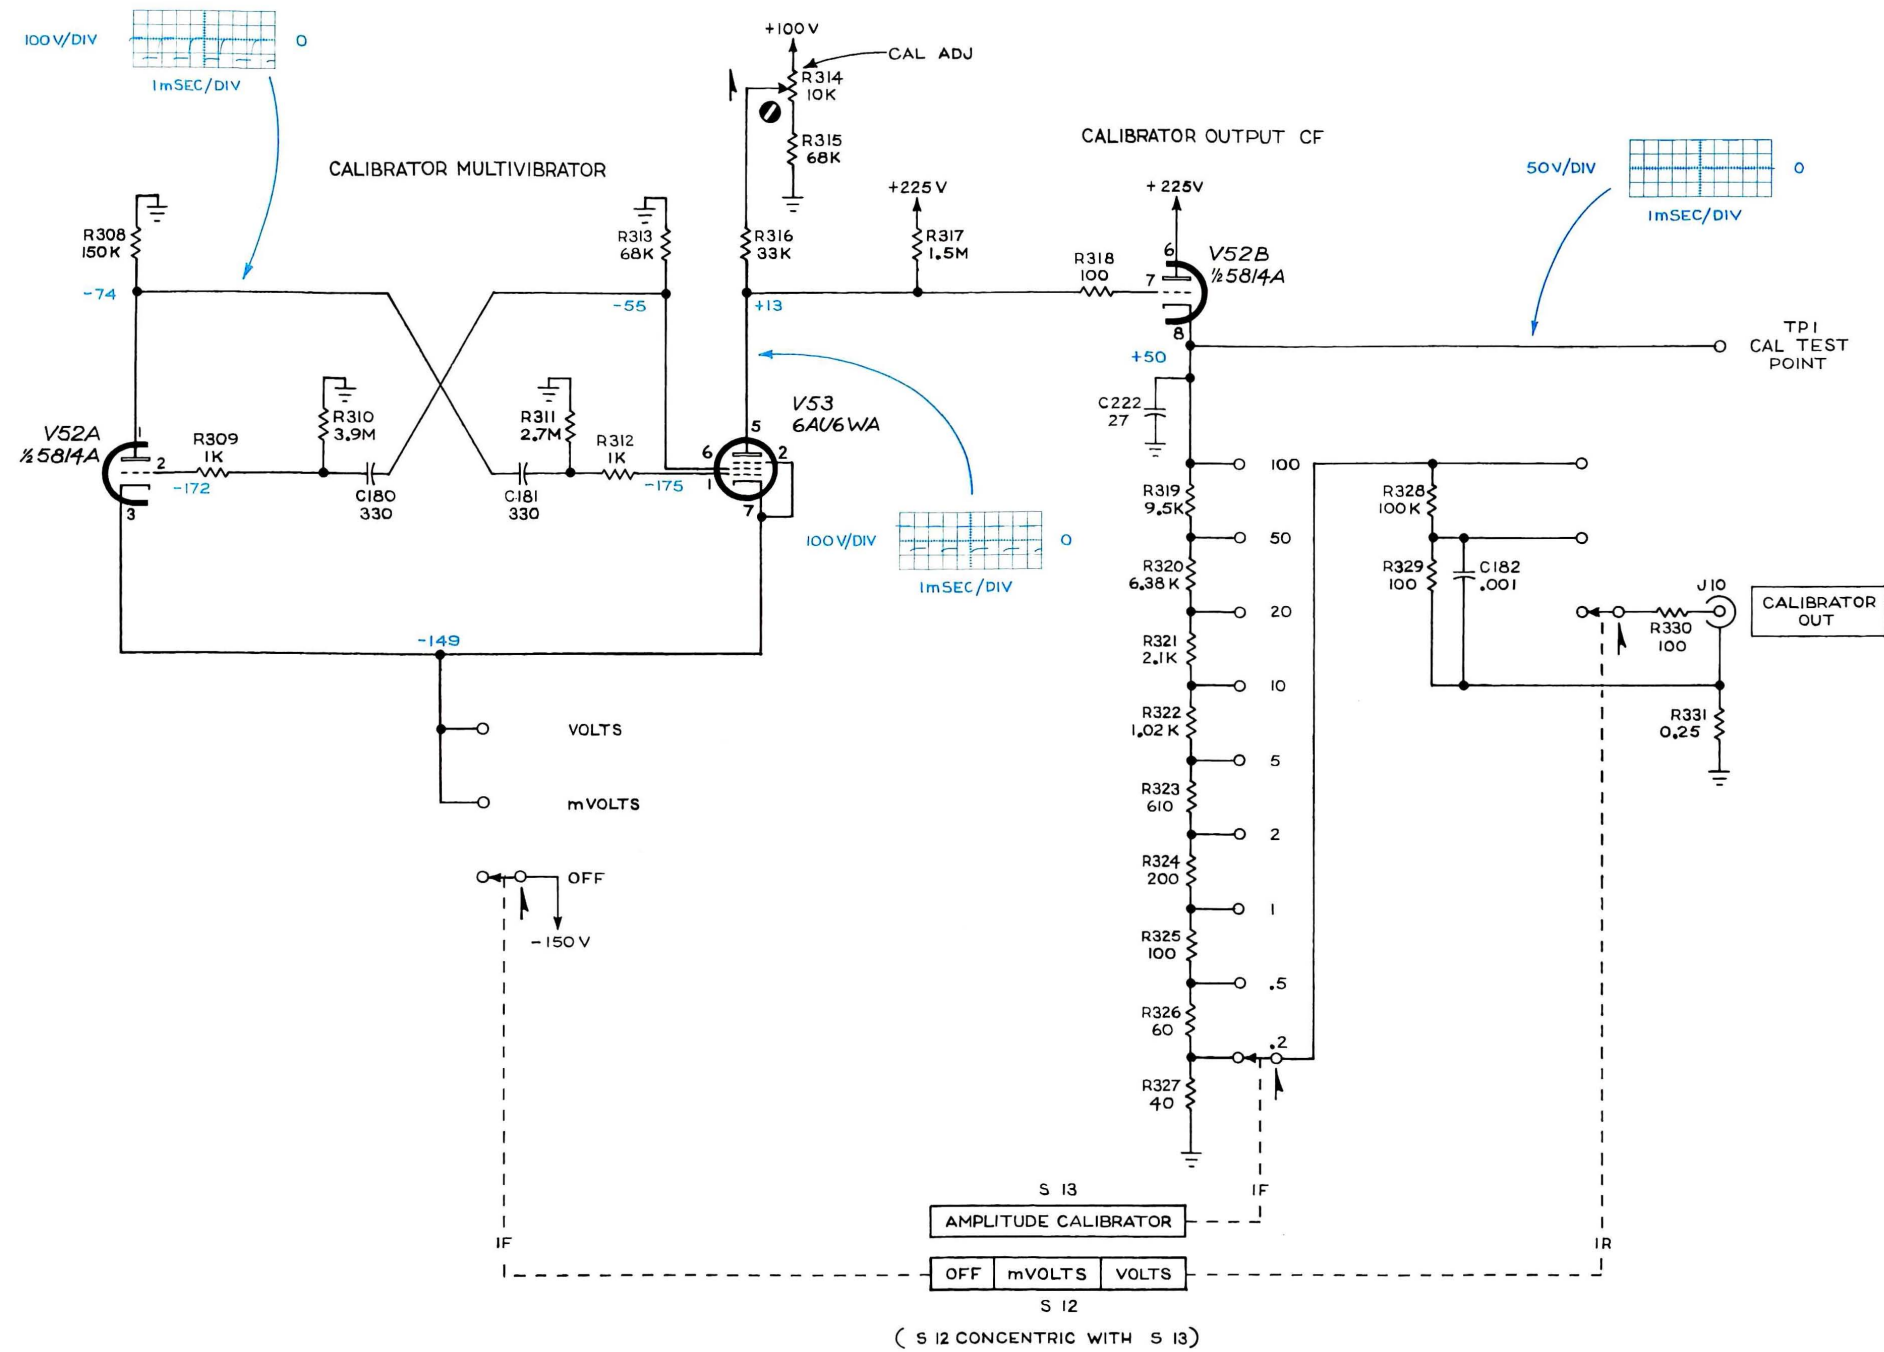 100V/DIV
0
1mSEC/DIV
+100V
CAL ADJ
R314
10K
R315
68K
CALIBRATOR MULTIVIBRATOR
CALIBRATOR OUTPUT CF
50V/DIV
0
1mSEC/DIV
R308
150K
R313
68K
R316
33K
+225V
R317
1.5M
+225V
R318
100
6
7
8
V52B
½5814A
-74
-55
+13
+50
TP1
CAL TEST
POINT
V52A
½5814A
1
2
3
R309
1K
-172
R310
3.9M
C180
330
R311
2.7M
C181
330
R312
1K
-175
V53
6AU6WA
5
6
2
1
7
C222
27
100V/DIV
0
1mSEC/DIV
-149
VOLTS
mVOLTS
OFF
-150V
100
R319
9.5K
50
R320
6.38K
20
R321
2.1K
10
R322
1.02K
5
R323
610
2
R324
200
1
R325
100
.5
R326
60
.2
R327
40
R328
100K
R329
100
C182
.001
J10
CALIBRATOR
OUT
R330
100
R331
0.25
S 13
AMPLITUDE CALIBRATOR
1F
1F
1R
OFF mVOLTS VOLTS
S 12
( S 12 CONCENTRIC WITH S 13)